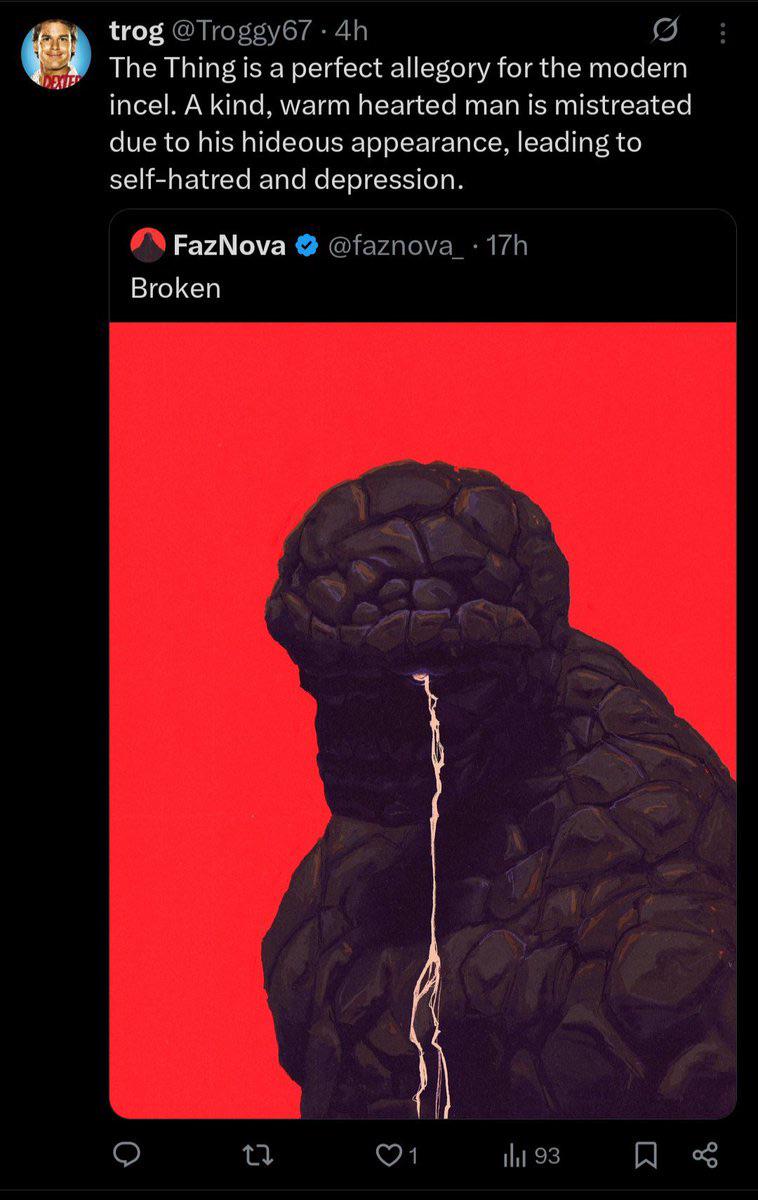 trog @Troggy67 · 4h
The Thing is a perfect allegory for the modern
incel. A kind, warm hearted man is mistreated
due to his hideous appearance, leading to
self-hatred and depression.
FazNova @faznova_ · 17h
Broken
DEXTER
1
93